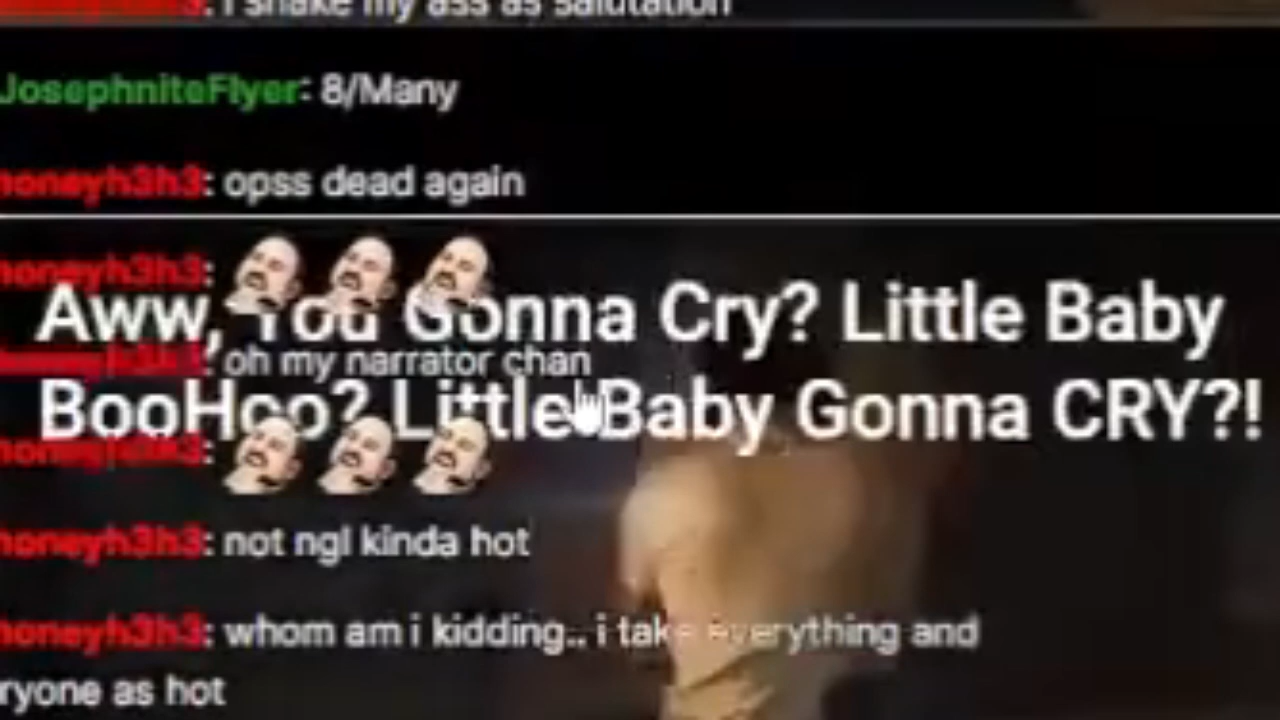 : i shake my ass as salutation
JosephniteFlyer: 8/Many
honeyh3h3: opss dead again
honeyh3h3:
Aww, You Gonna Cry? Little Baby
honeyh3h3: oh my narrator chan
BooHoo? Little Baby Gonna CRY?!
honeyh3h3:
honeyh3h3: not ngl kinda hot
honeyh3h3: whom am i kidding.. i take everything and
ryone as hot